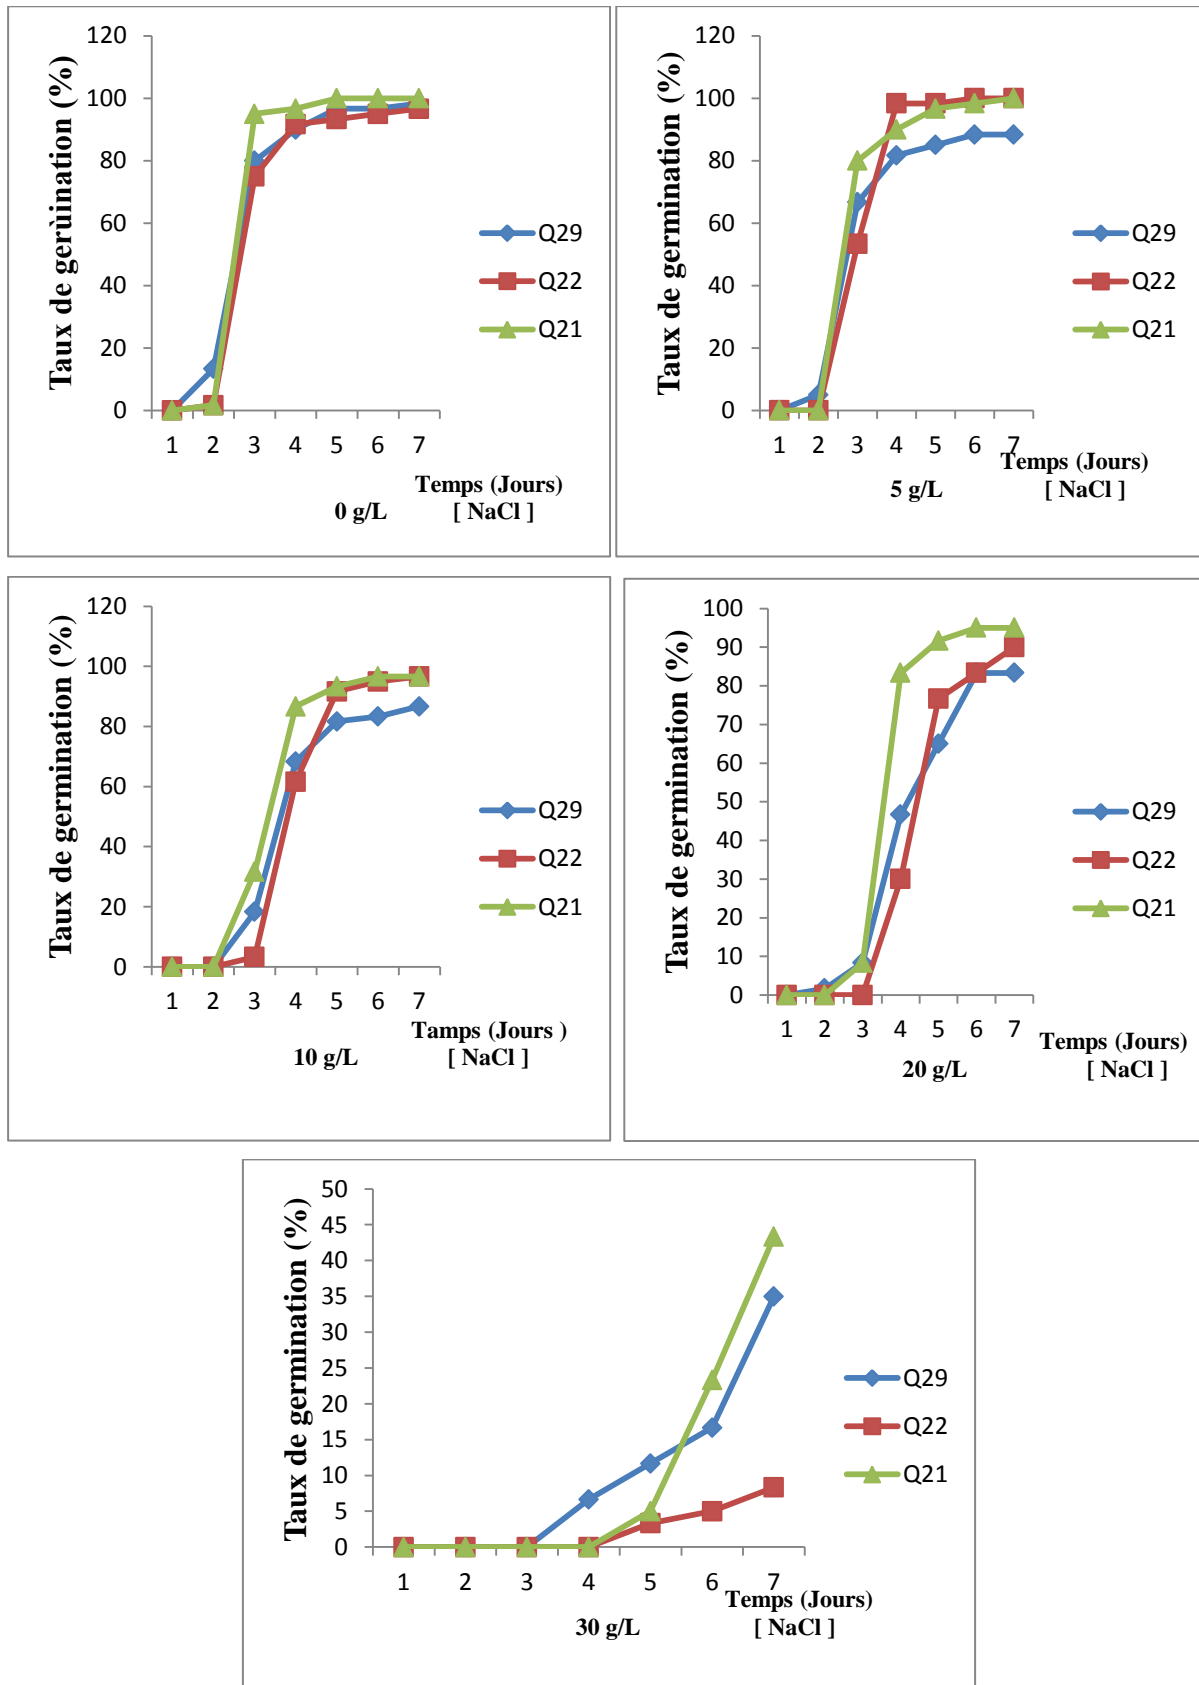 120
100
80
60
40
20
0
Taux de gerùination (%)
1 2 3 4 5 6 7
Temps (Jours)
0 g/L [ NaCl ]
Q29
Q22
Q21
120
100
80
60
40
20
0
Taux de germination (%)
1 2 3 4 5 6 7
Temps (Jours)
5 g/L [ NaCl ]
Q29
Q22
Q21
120
100
80
60
40
20
0
Taux de germination (%)
1 2 3 4 5 6 7
Tamps (Jours )
10 g/L [ NaCl ]
Q29
Q22
Q21
100
90
80
70
60
50
40
30
20
10
0
Taux de germination (%)
1 2 3 4 5 6 7
Temps (Jours)
20 g/L [ NaCl ]
Q29
Q22
Q21
50
45
40
35
30
25
20
15
10
5
0
Taux de germination (%)
1 2 3 4 5 6 7
Temps (Jours)
30 g/L [ NaCl ]
Q29
Q22
Q21